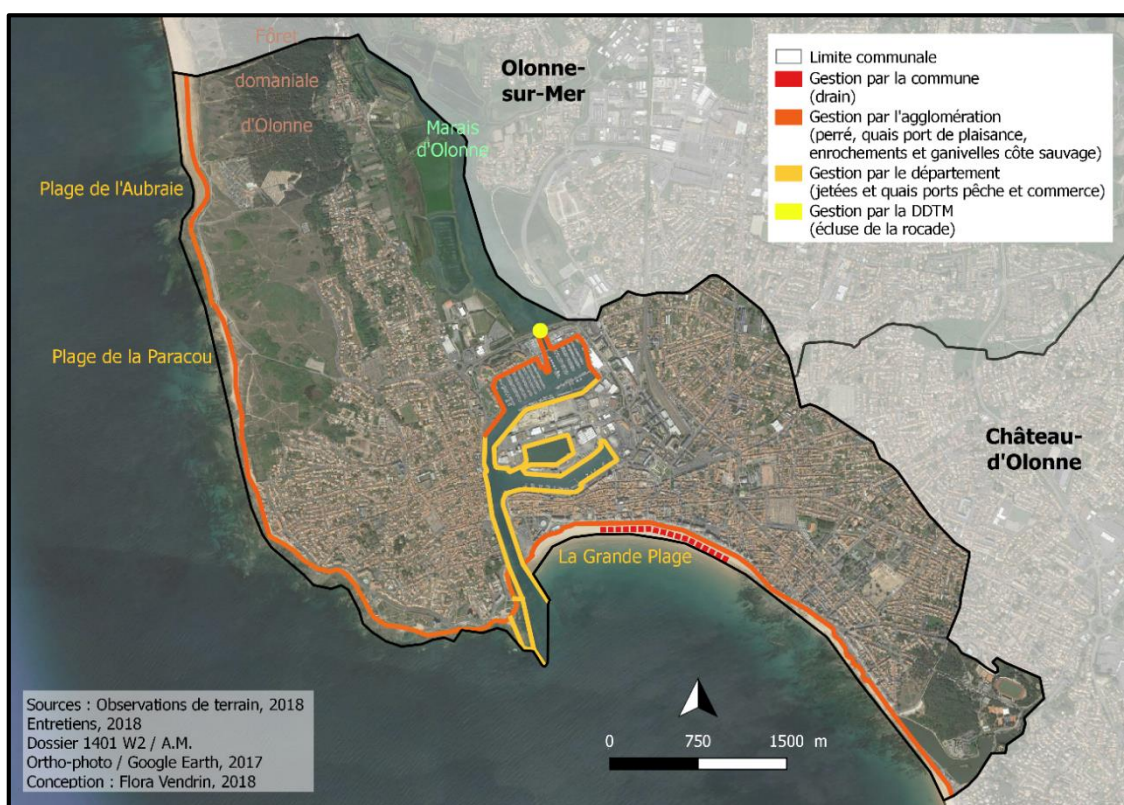 Fôret
domaniale
d'Olonne
Olonne-
sur-Mer
Marais
d'Olonne
Limite communale
Gestion par la commune
(drain)
Gestion par l'agglomération
(perré, quais port de plaisance,
enrochements et ganivelles côte sauvage)
Gestion par le département
(jetées et quais ports pêche et commerce)
Gestion par la DDTM
(écluse de la rocade)
Plage de l'Aubraie
Plage de la Paracou
Château-
d'Olonne
La Grande Plage
Sources : Observations de terrain, 2018
Entretiens, 2018
Dossier 1401 W2 / A.M.
Ortho-photo / Google Earth, 2017
Conception : Flora Vendrin, 2018
0 750 1500 m